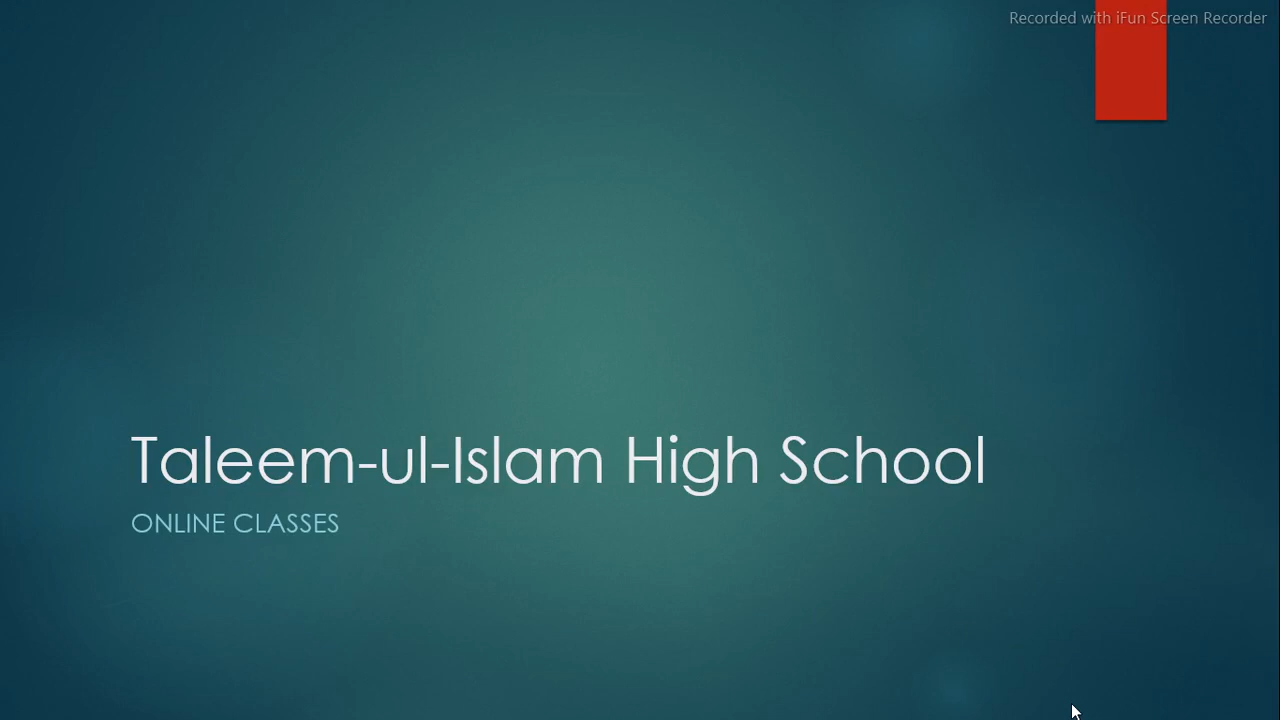 Recorded with iFun Screen Recorder
Taleem-ul-Islam High School
ONLINE CLASSES